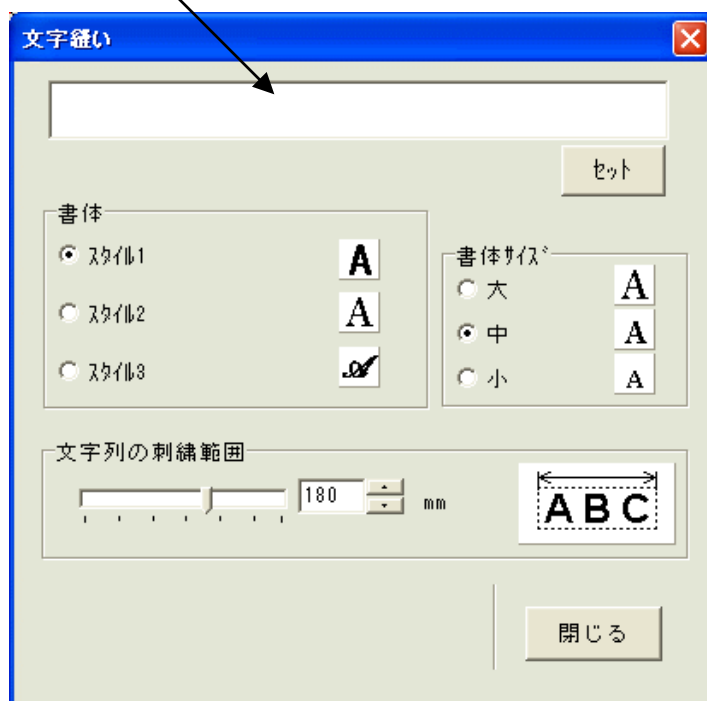 文字縫い
セット
書体
ｽﾀｲﾙ1
A
ｽﾀｲﾙ2
A
ｽﾀｲﾙ3
A
書体ｻｲｽﾞ
大
A
中
A
小
A
文字列の刺繍範囲
180 mm
ABC
閉じる